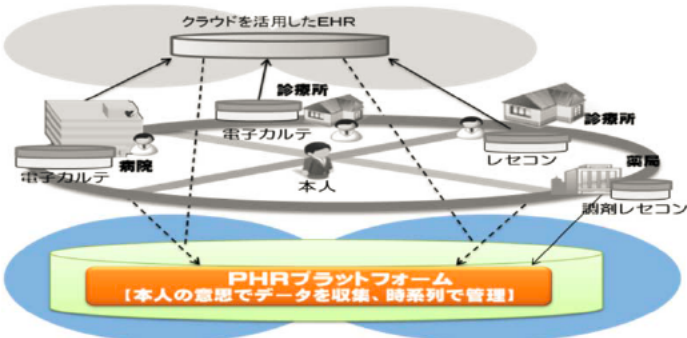 クラウドを活用したEHR
診療所
電子カルテ
診療所
レセコン
病院
電子カルテ
本人
薬局
調剤レセコン
PHRプラットフォーム
【本人の意思でデータを収集、時系列で管理】